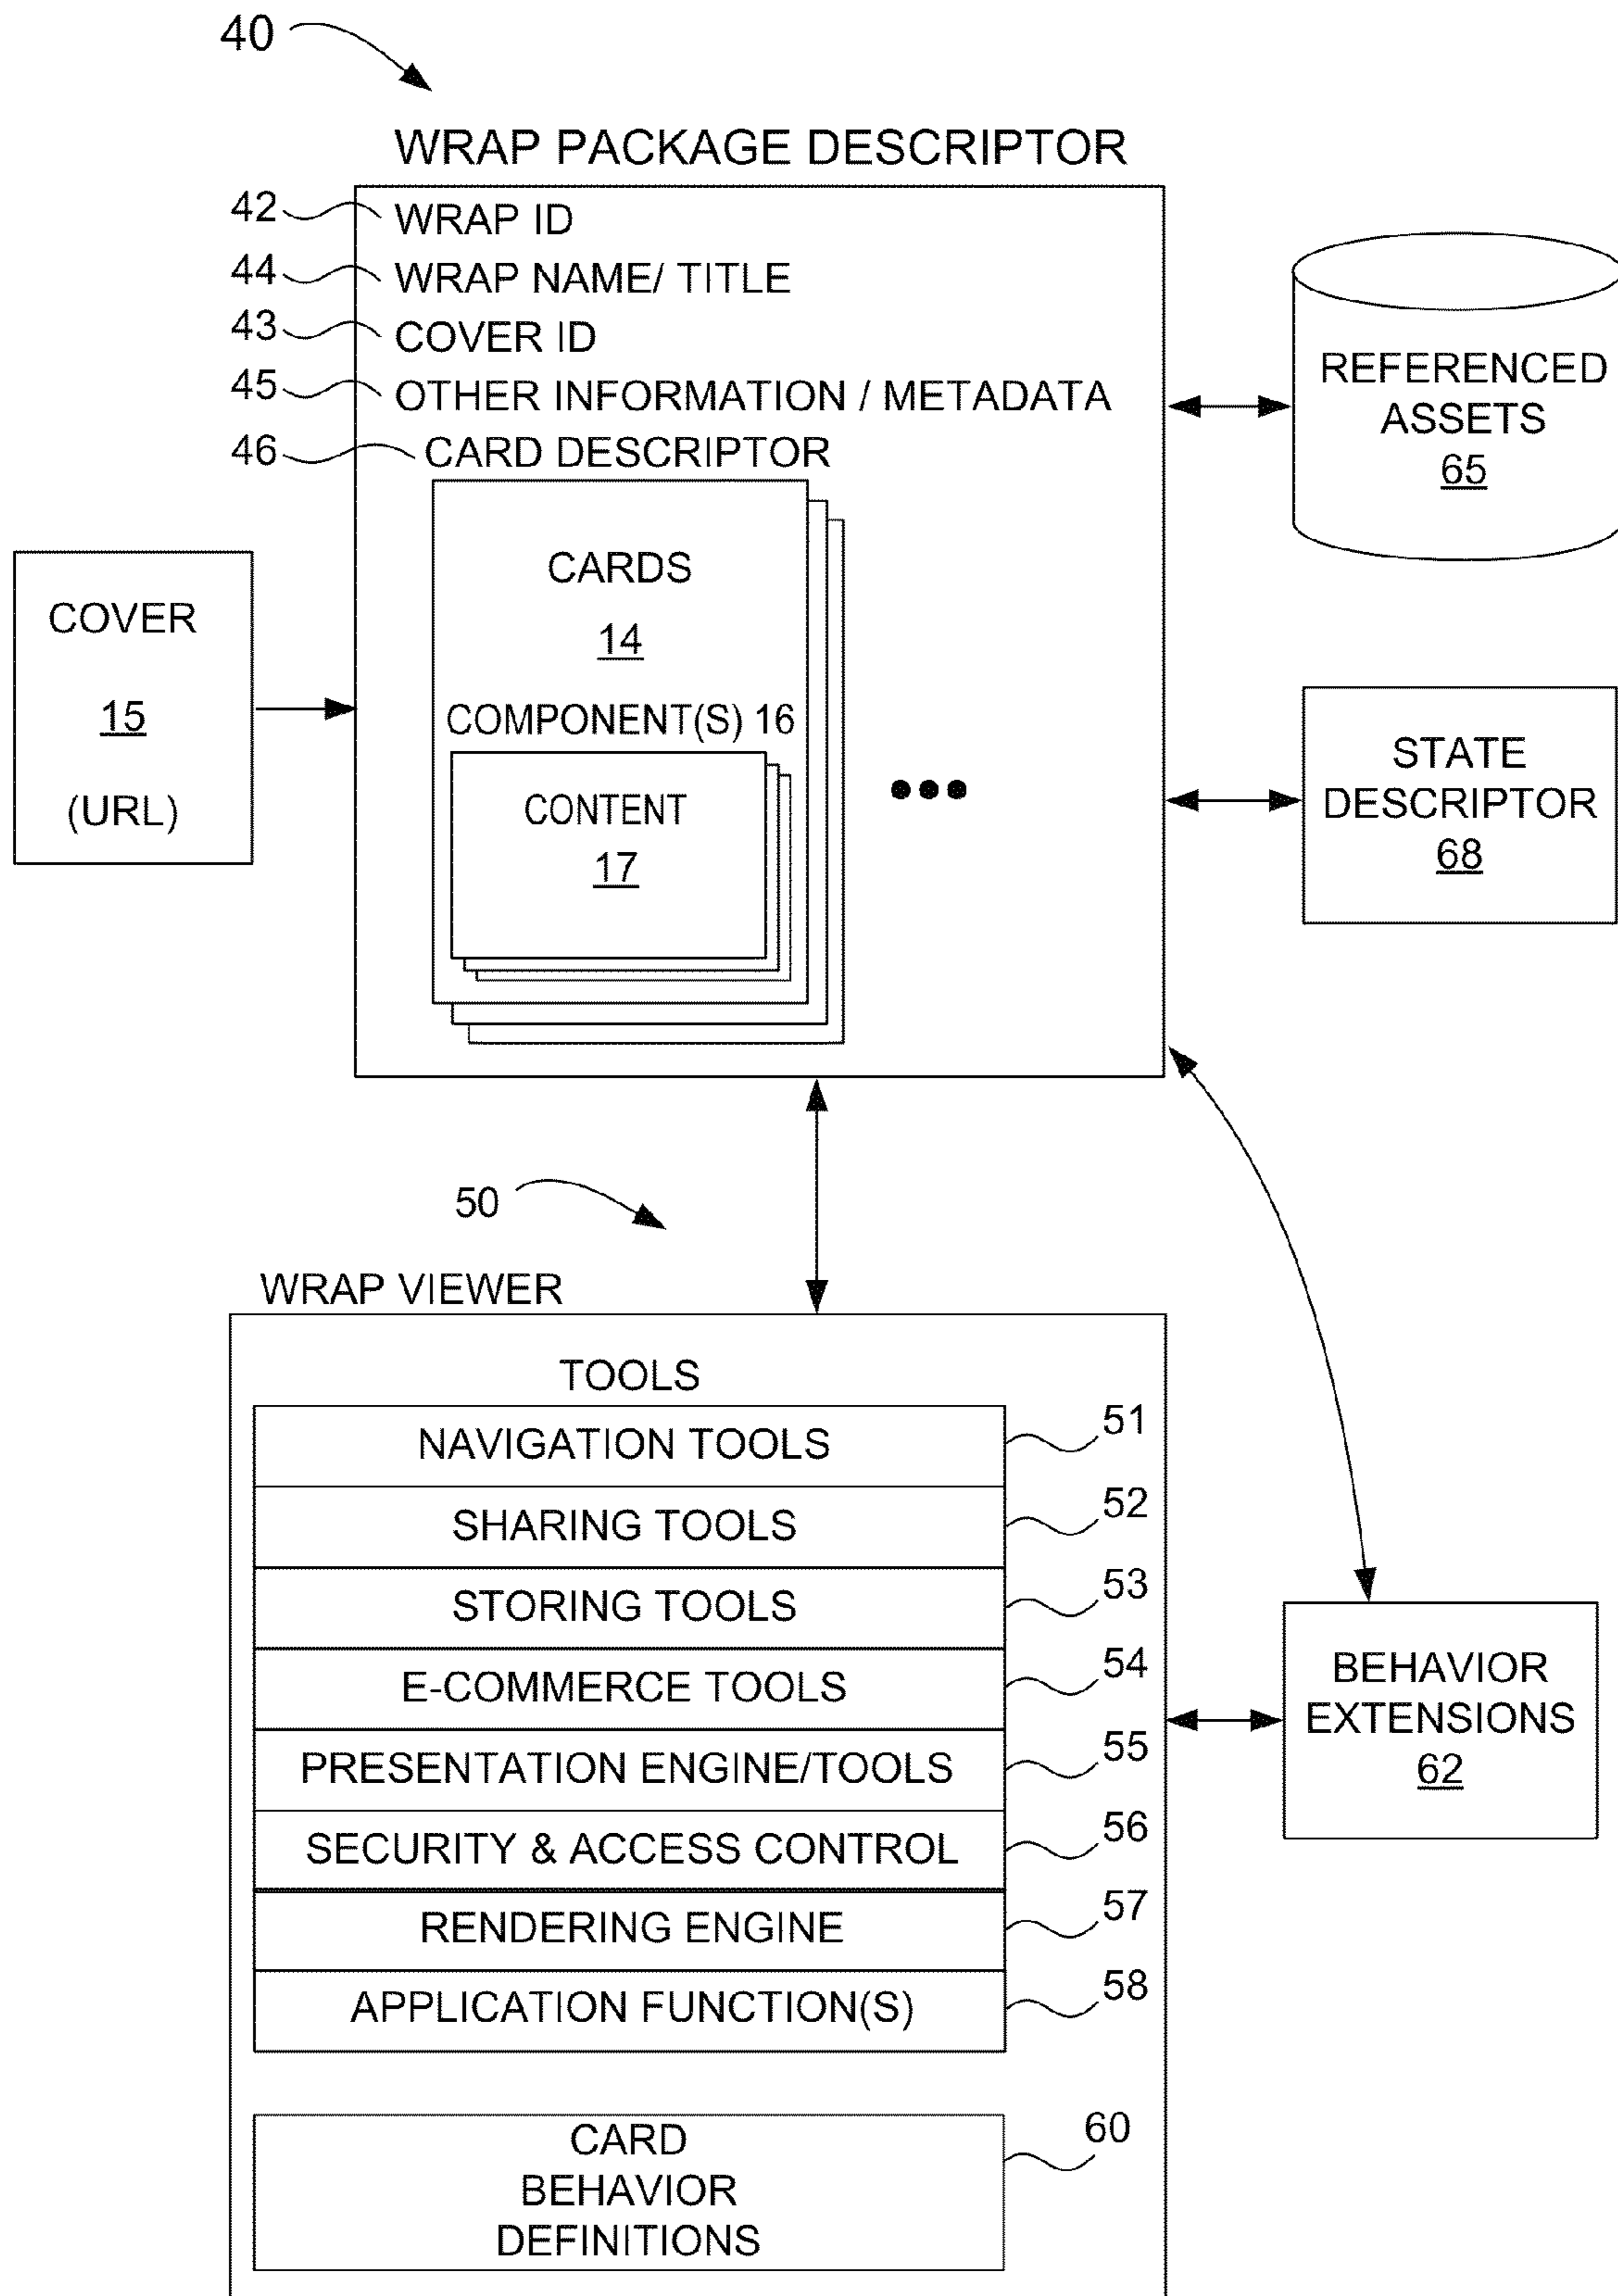 40
WRAP PACKAGE DESCRIPTOR
42 WRAP ID
44 WRAP NAME/ TITLE
43 COVER ID
45 OTHER INFORMATION / METADATA
46 CARD DESCRIPTOR
CARDS
14
COMPONENT(S) 16
CONTENT
17
COVER
15
(URL)
REFERENCED
ASSETS
65
STATE
DESCRIPTOR
68
50
WRAP VIEWER
TOOLS
NAVIGATION TOOLS 51
SHARING TOOLS 52
STORING TOOLS 53
E-COMMERCE TOOLS 54
PRESENTATION ENGINE/TOOLS 55
SECURITY & ACCESS CONTROL 56
RENDERING ENGINE 57
APPLICATION FUNCTION(S) 58
CARD 60
BEHAVIOR
DEFINITIONS
BEHAVIOR
EXTENSIONS
62